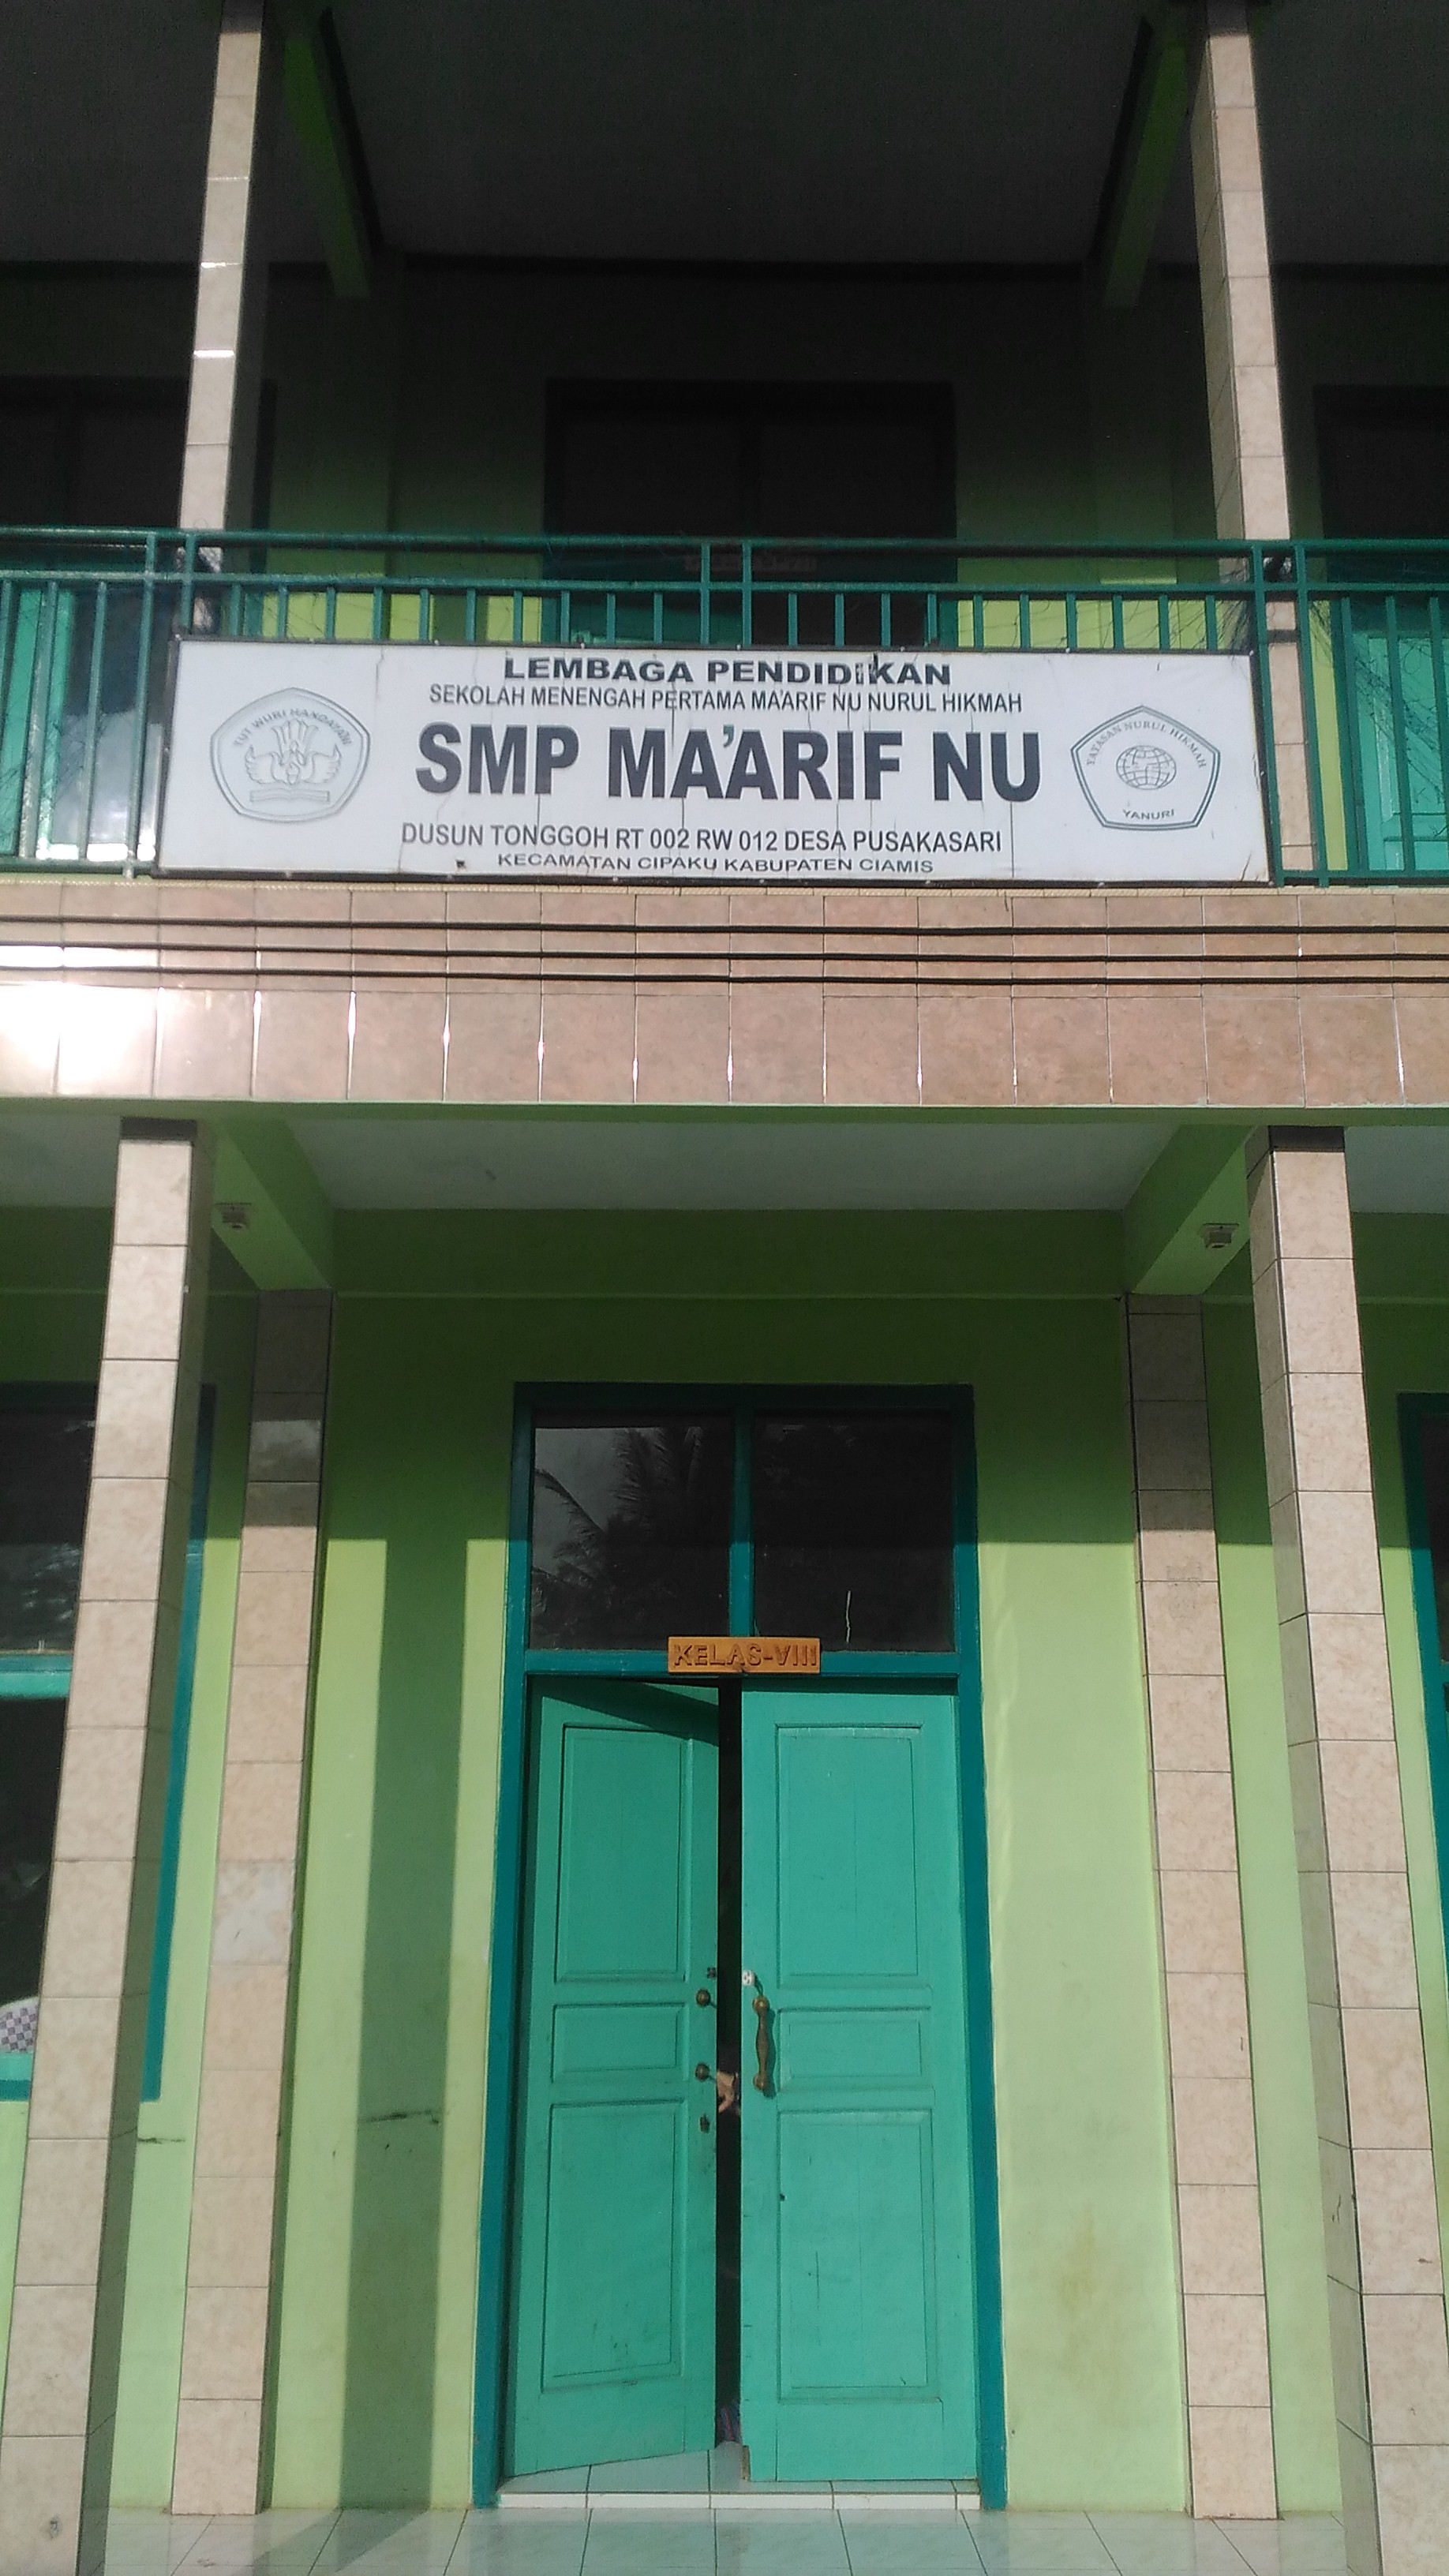 LEMBAGA PENDIDIKAN
SEKOLAH MENENGAH PERTAMA MA'ARIF NU NURUL HIKMAH
SMP MA'ARIF NU
DUSUN TONGGOH RT 002 RW 012 DESA PUSAKASARI
KECAMATAN CIPAKU KABUPATEN CIAMIS
TUT WURI HANDAYANI
YAYASAN NURUL HIKMAH
YANURI
KELAS-VIII